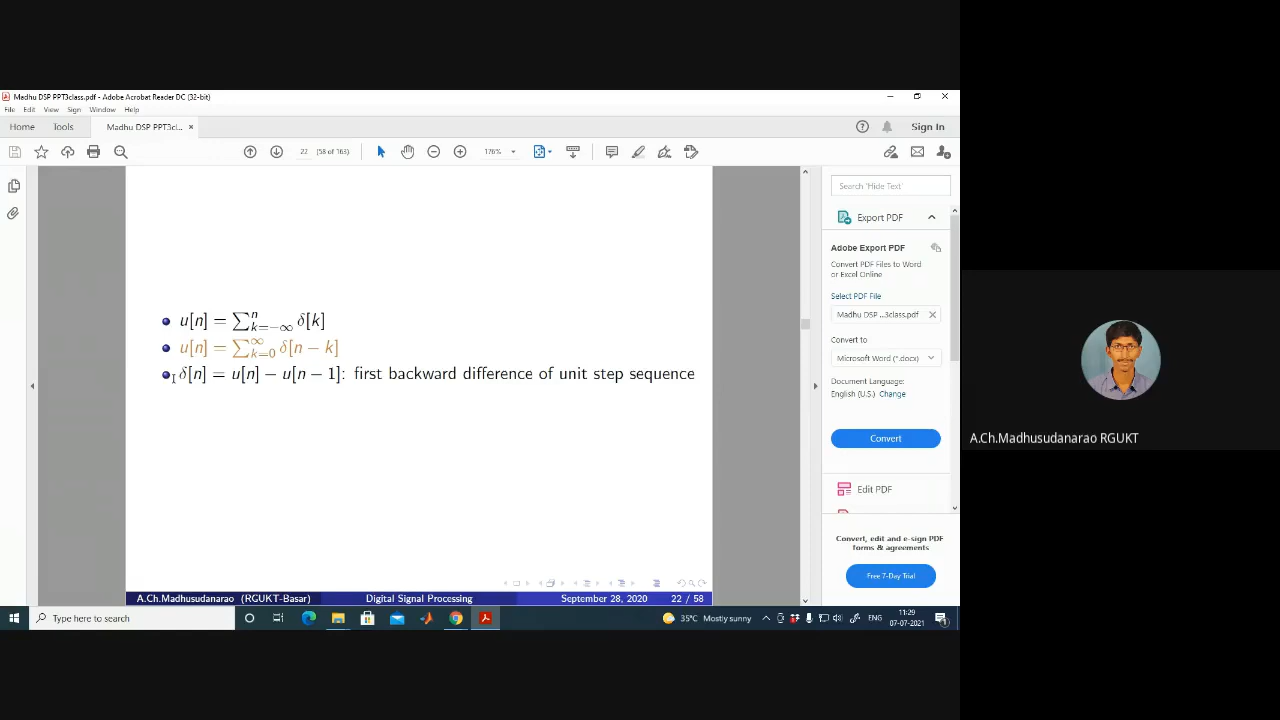 Madhu DSP PPT3class.pdf - Adobe Acrobat Reader DC (32-bit)
File Edit View Sign Window Help
Home Tools Madhu DSP PPT3cl... × Sign In
22 (58 of 163) 176%
Search 'Hide Text'
Export PDF
Adobe Export PDF
Convert PDF Files to Word
or Excel Online
Select PDF File
Madhu DSP ...3class.pdf ×
Convert to
Microsoft Word (*.docx)
Document Language:
English (U.S.) Change
Convert
Edit PDF
Convert, edit and e-sign PDF
forms & agreements
Free 7-Day Trial
u[n] = ∑ⁿₖ₌₋∞ δ[k]
u[n] = ∑^∞ₖ₌₀ δ[n − k]
δ[n] = u[n] − u[n − 1]: first backward difference of unit step sequence
A.Ch.Madhusudanarao (RGUKT-Basar) Digital Signal Processing September 28, 2020 22 / 58
A.Ch.Madhusudanarao RGUKT
Type here to search 35°C Mostly sunny ENG 11:29
07-07-2021